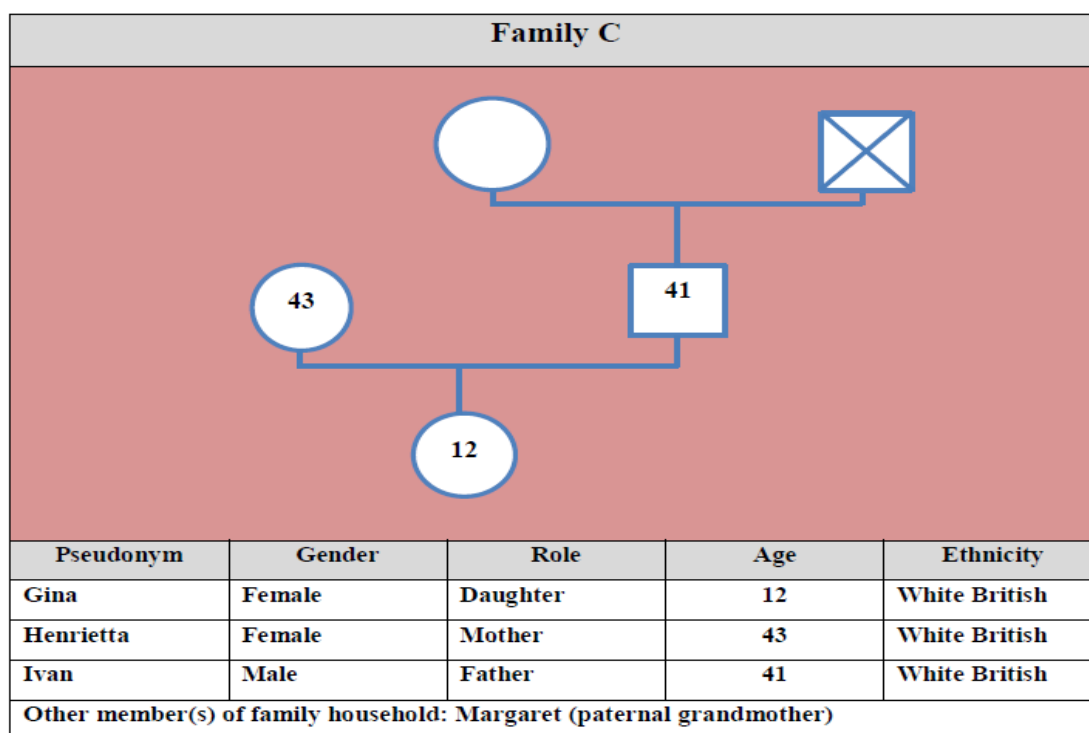 Family C
43
41
12
Pseudonym Gender Role Age Ethnicity
Gina Female Daughter 12 White British
Henrietta Female Mother 43 White British
Ivan Male Father 41 White British
Other member(s) of family household: Margaret (paternal grandmother)